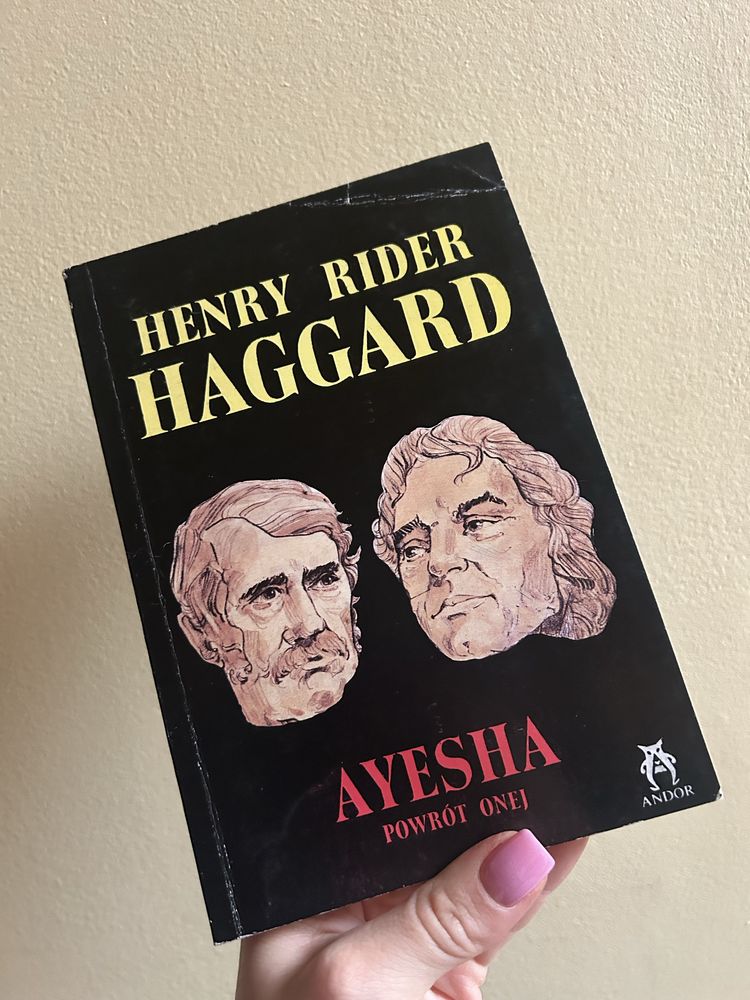 HENRY RIDER
HAGGARD
AYESHA
POWRÓT ONEJ
ANDOR